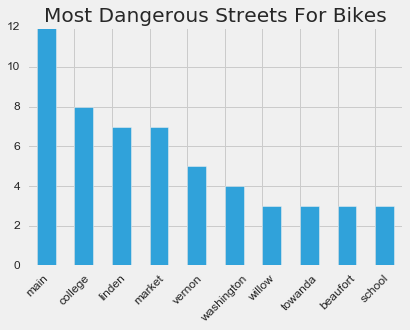 Most Dangerous Streets For Bikes
12
10
8
6
4
2
0
main
college
linden
market
vernon
washington
willow
towanda
beaufort
school